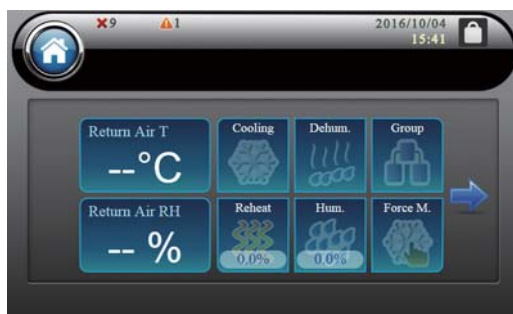 9
1
2016/10/04
15:41
Return Air T
--°C
Cooling
Dehum.
Group
Return Air RH
-- %
Reheat
0.0%
Hum.
0.0%
Force M.